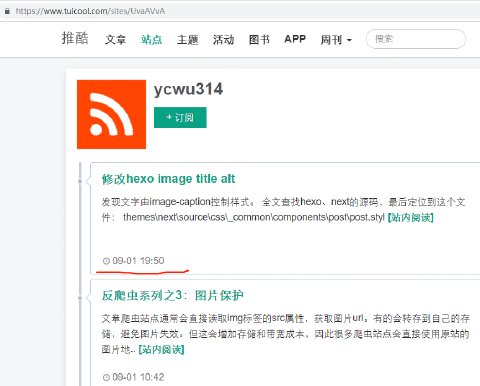 https://www.tuicool.com/sites/UvaAVvA
推酷 文章 站点 主题 活动 图书 APP 周刊 搜索
ycwu314
+ 订阅
修改hexo image title alt
发现文字由image-caption控制样式。 全文查找hexo、next的源码，最后定位到这个文
件： themes\next\source\css\_common\components\post\post.styl [站内阅读]
09-01 19:50
反爬虫系列之3：图片保护
文章爬虫站点通常会直接读取img标签的src属性，获取图片url。有的会转存到自己的存
储，避免图片失效。但这会增加存储和带宽成本，因此很多爬虫站点会直接使用原站的
图片地.. [站内阅读]
09-01 10:42